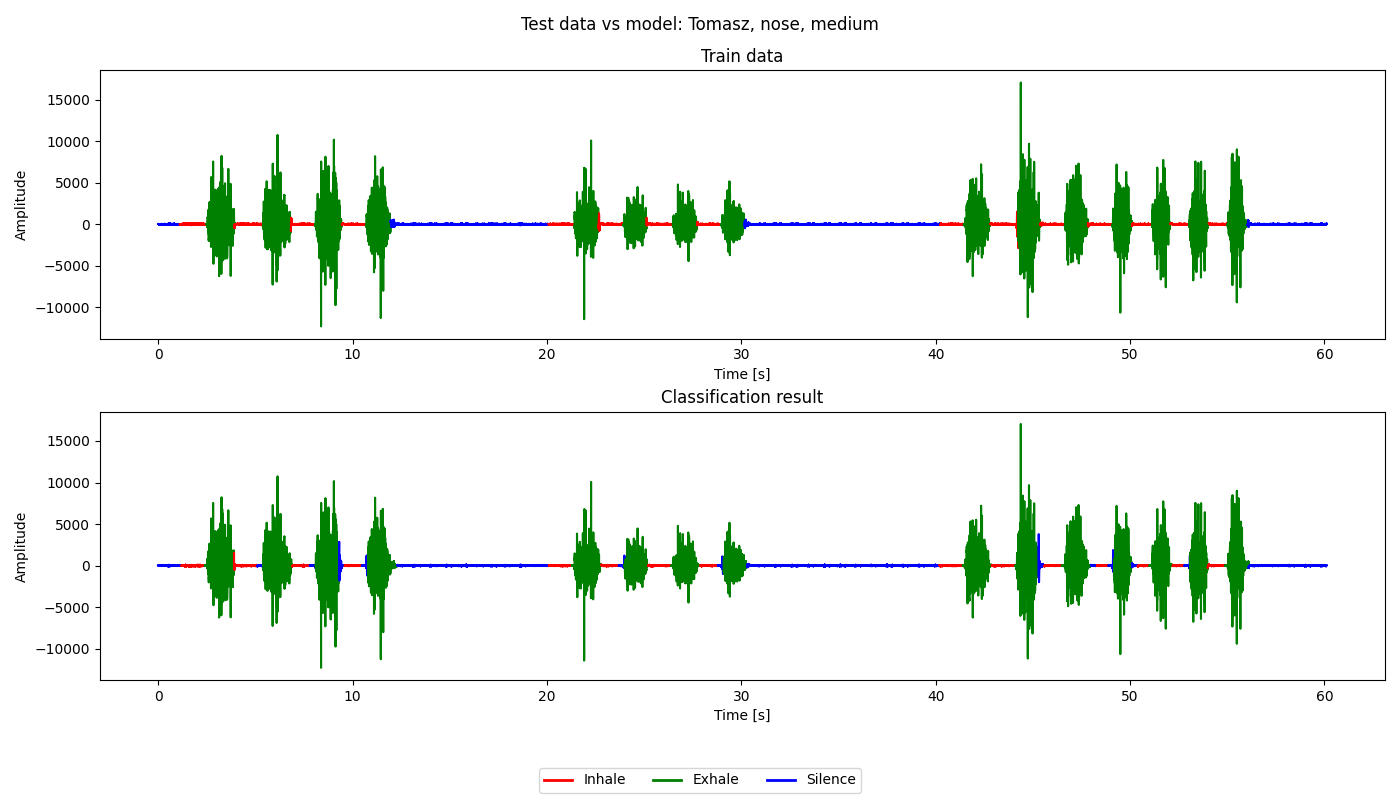 Test data vs model: Tomasz, nose, medium
Train data
15000
10000
5000
0
−5000
−10000
Amplitude
0 10 20 30 40 50 60
Time [s]
Classification result
15000
10000
5000
0
−5000
−10000
Amplitude
0 10 20 30 40 50 60
Time [s]
Inhale Exhale Silence